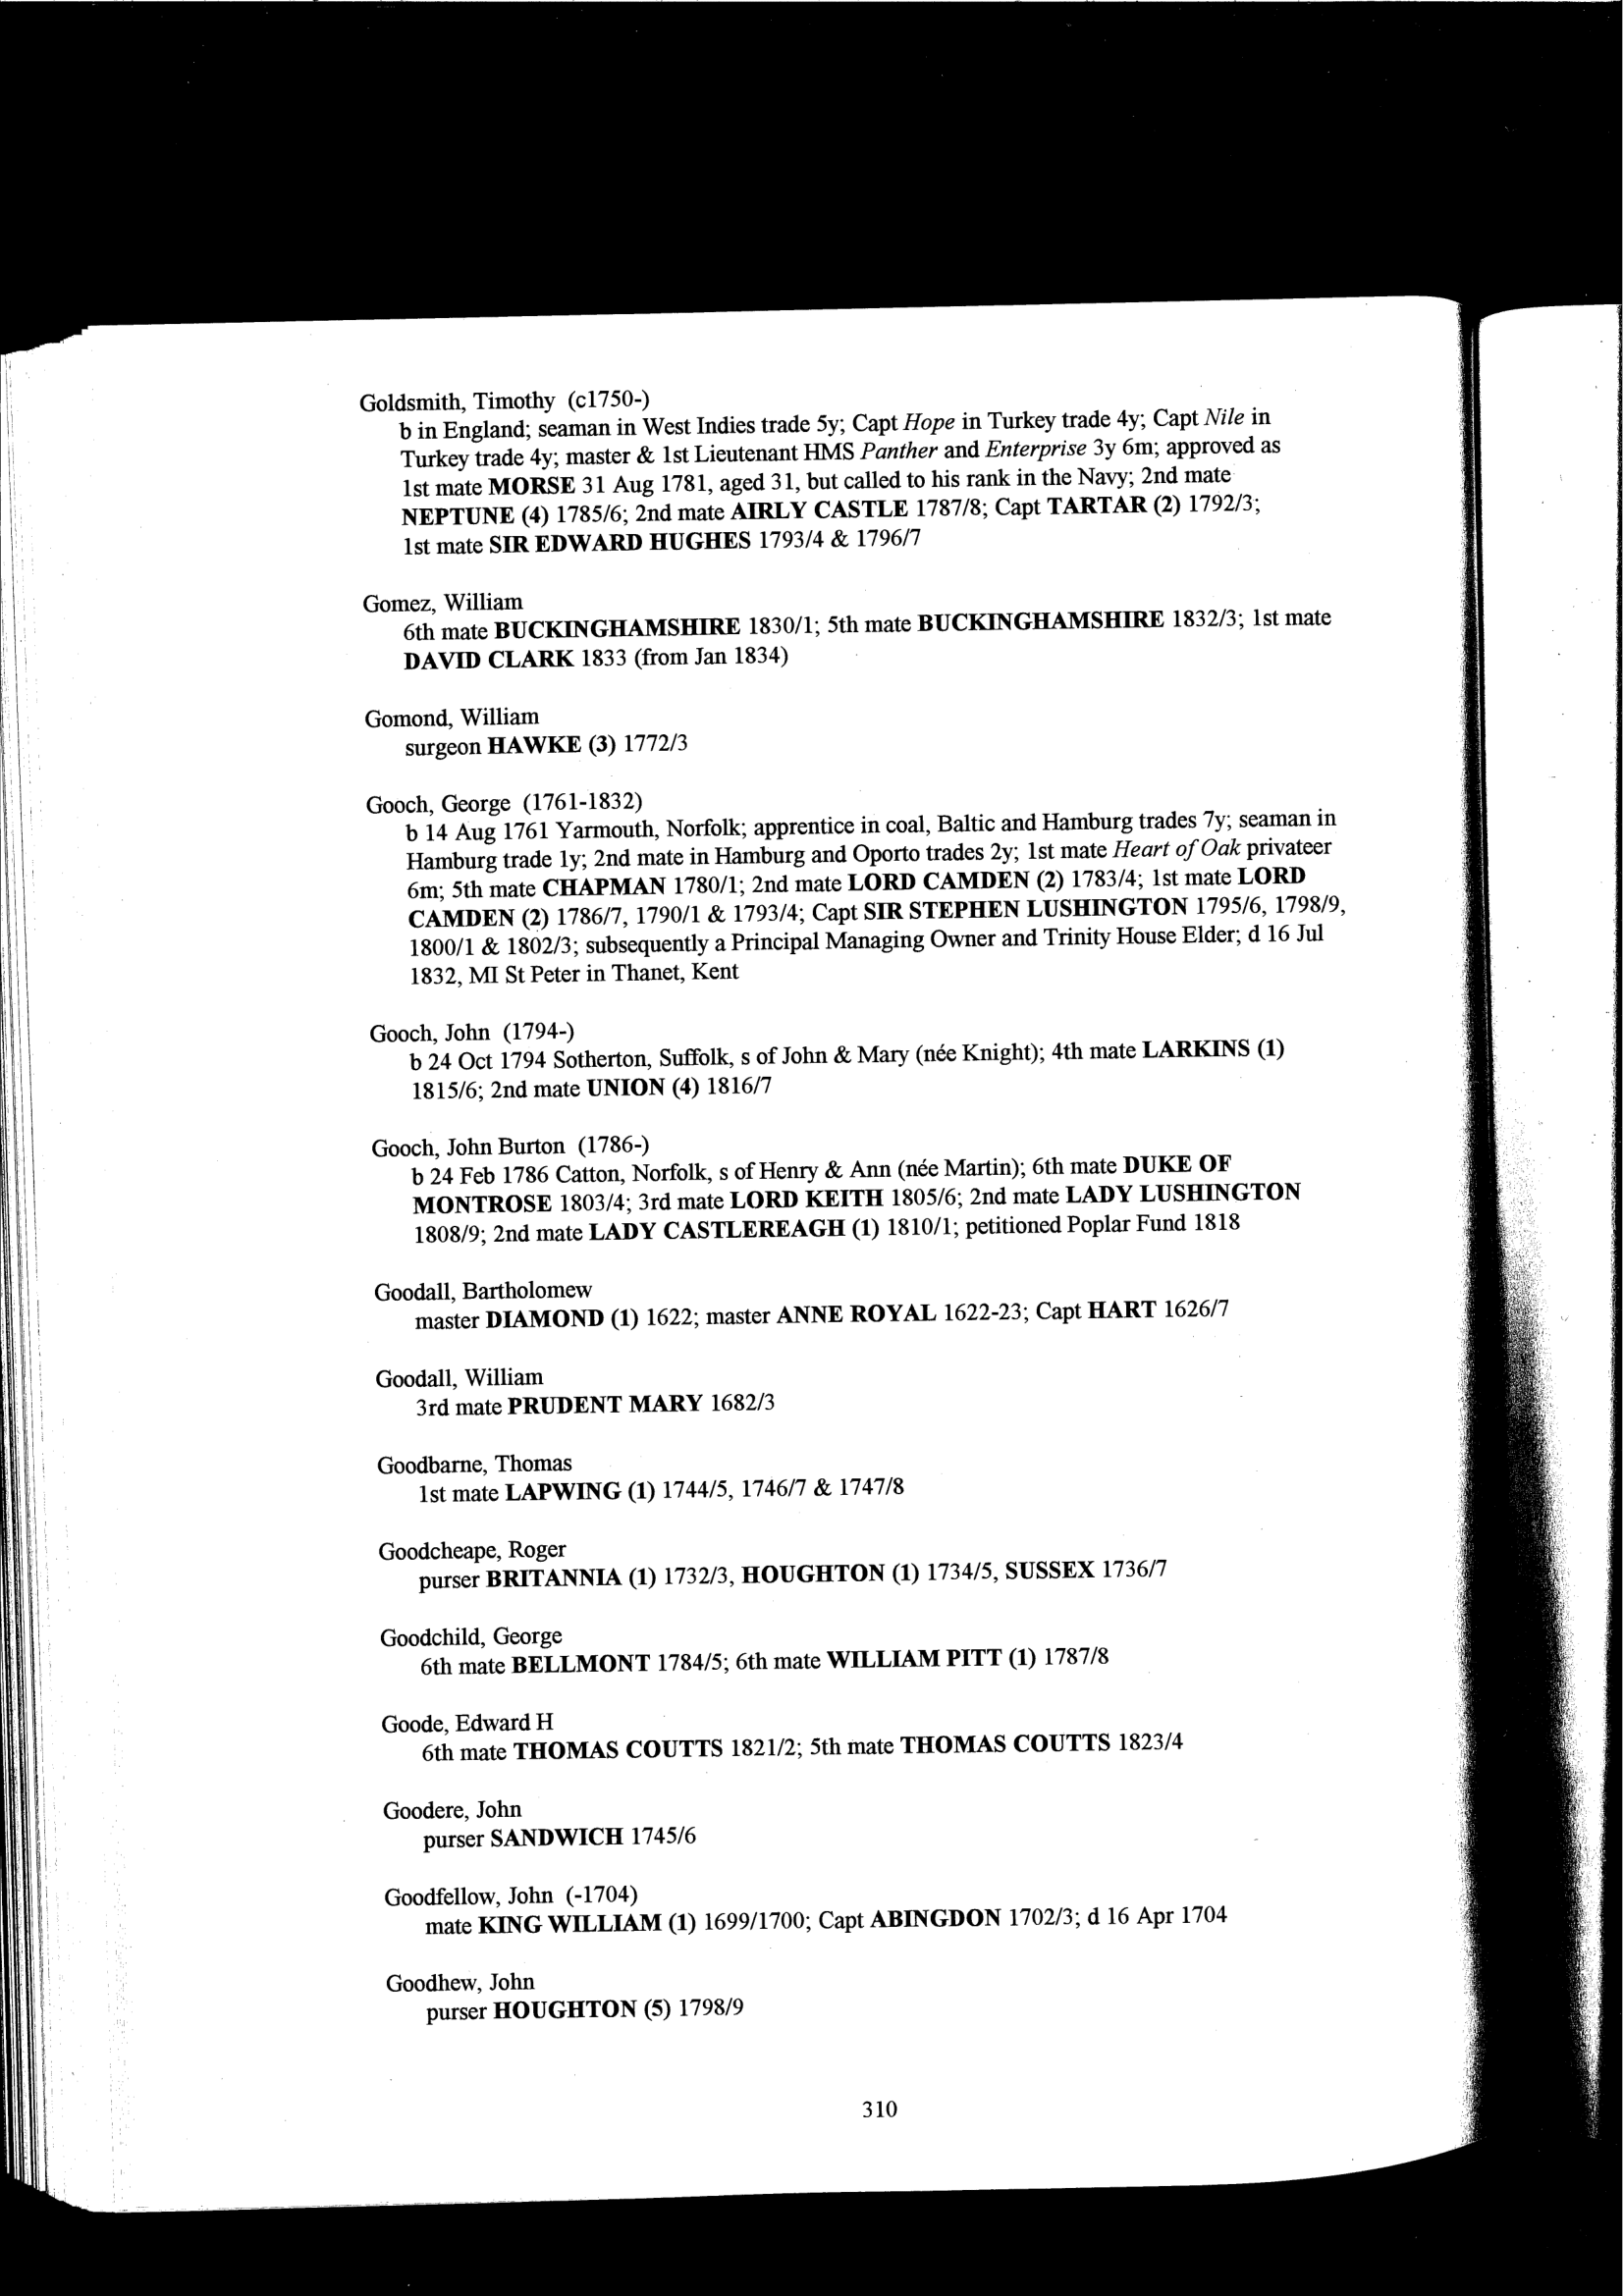 Goldsmith, Timothy (c1750-)
b in England; seaman in West Indies trade 5y; Capt Hope in Turkey trade 4y; Capt Nile in
Turkey trade 4y; master & 1st Lieutenant HMS Panther and Enterprise 3y 6m; approved as
1st mate MORSE 31 Aug 1781, aged 31, but called to his rank in the Navy; 2nd mate
NEPTUNE (4) 1785/6; 2nd mate AIRLY CASTLE 1787/8; Capt TARTAR (2) 1792/3;
1st mate SIR EDWARD HUGHES 1793/4 & 1796/7
Gomez, William
6th mate BUCKINGHAMSHIRE 1830/1; 5th mate BUCKINGHAMSHIRE 1832/3; 1st mate
DAVID CLARK 1833 (from Jan 1834)
Gomond, William
surgeon HAWKE (3) 1772/3
Gooch, George (1761-1832)
b 14 Aug 1761 Yarmouth, Norfolk; apprentice in coal, Baltic and Hamburg trades 7y; seaman in
Hamburg trade 1y; 2nd mate in Hamburg and Oporto trades 2y; 1st mate Heart of Oak privateer
6m; 5th mate CHAPMAN 1780/1; 2nd mate LORD CAMDEN (2) 1783/4; 1st mate LORD
CAMDEN (2) 1786/7, 1790/1 & 1793/4; Capt SIR STEPHEN LUSHINGTON 1795/6, 1798/9,
1800/1 & 1802/3; subsequently a Principal Managing Owner and Trinity House Elder; d 16 Jul
1832, MI St Peter in Thanet, Kent
Gooch, John (1794-)
b 24 Oct 1794 Sotherton, Suffolk, s of John & Mary (née Knight); 4th mate LARKINS (1)
1815/6; 2nd mate UNION (4) 1816/7
Gooch, John Burton (1786-)
b 24 Feb 1786 Catton, Norfolk, s of Henry & Ann (née Martin); 6th mate DUKE OF
MONTROSE 1803/4; 3rd mate LORD KEITH 1805/6; 2nd mate LADY LUSHINGTON
1808/9; 2nd mate LADY CASTLEREAGH (1) 1810/1; petitioned Poplar Fund 1818
Goodall, Bartholomew
master DIAMOND (1) 1622; master ANNE ROYAL 1622-23; Capt HART 1626/7
Goodall, William
3rd mate PRUDENT MARY 1682/3
Goodbarne, Thomas
1st mate LAPWING (1) 1744/5, 1746/7 & 1747/8
Goodcheape, Roger
purser BRITANNIA (1) 1732/3, HOUGHTON (1) 1734/5, SUSSEX 1736/7
Goodchild, George
6th mate BELLMONT 1784/5; 6th mate WILLIAM PITT (1) 1787/8
Goode, Edward H
6th mate THOMAS COUTTS 1821/2; 5th mate THOMAS COUTTS 1823/4
Goodere, John
purser SANDWICH 1745/6
Goodfellow, John (-1704)
mate KING WILLIAM (1) 1699/1700; Capt ABINGDON 1702/3; d 16 Apr 1704
Goodhew, John
purser HOUGHTON (5) 1798/9
310